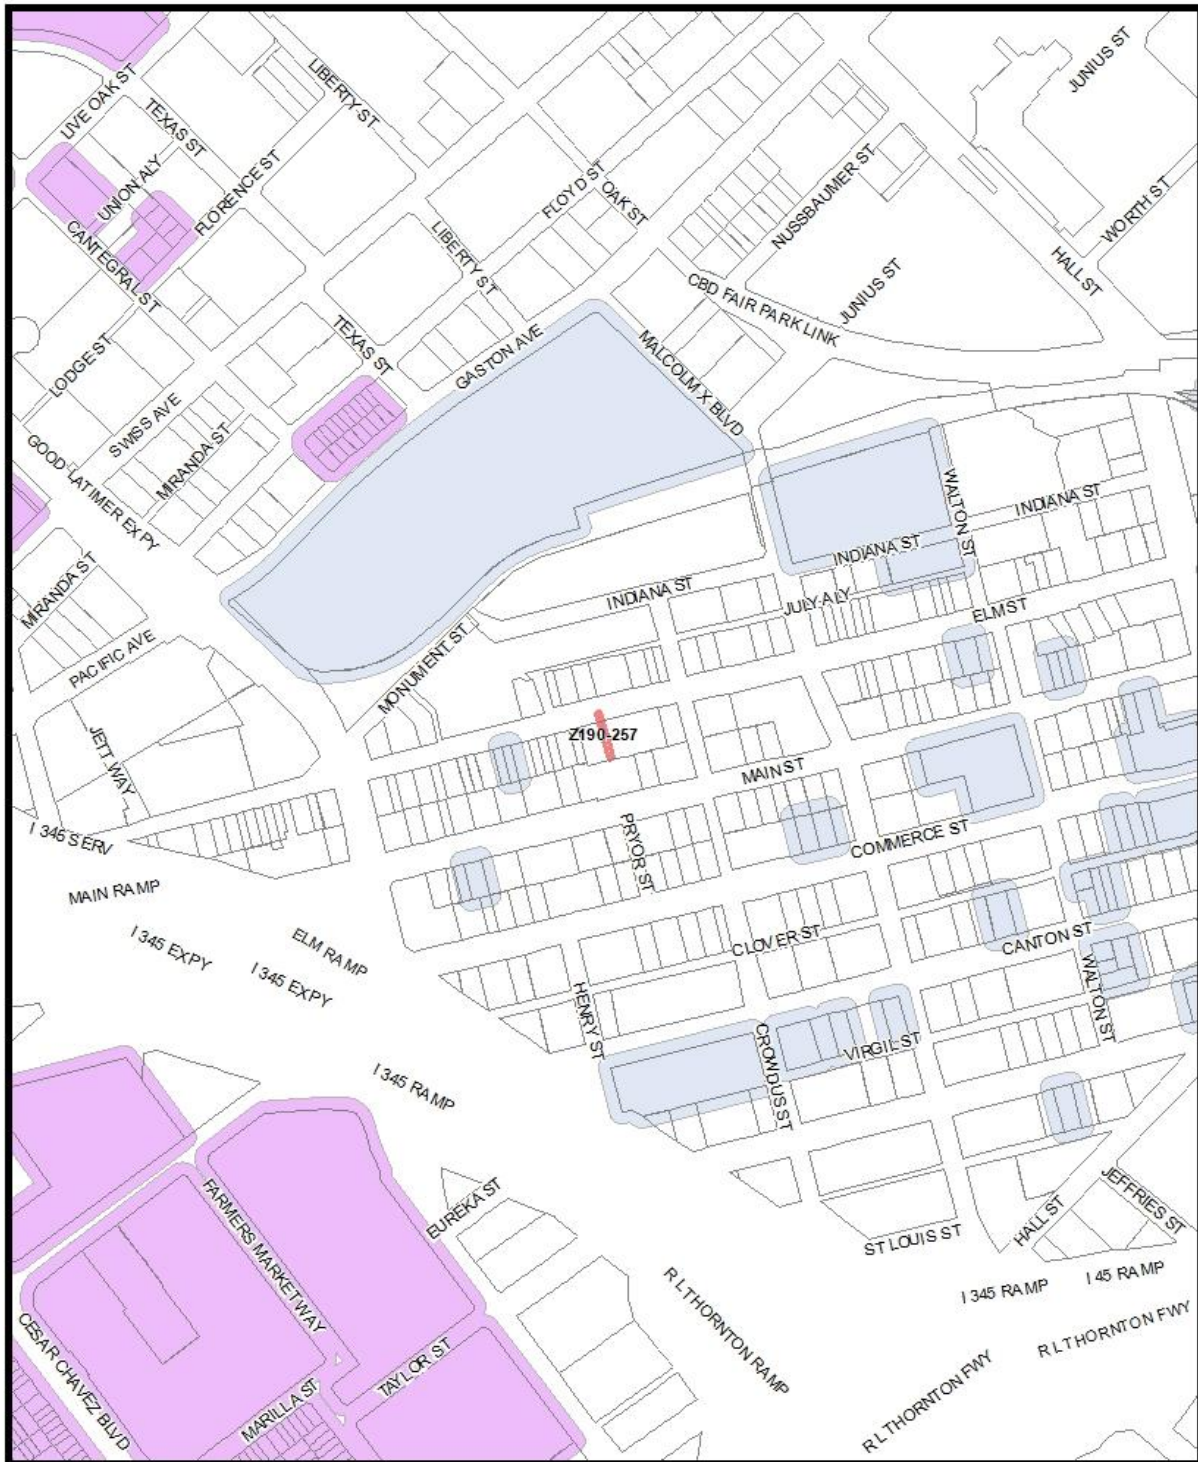 JUNIUS ST
LIBERTY ST
LIVE OAK ST
TEXAS ST
UNION ALY
FLORENCE ST
FLOYD ST
OAK ST
NUSSBAUMER ST
WORTH ST
CANTEGRAL ST
LIBERTY ST
HALL ST
JUNIUS ST
CBD FAIR PARK LINK
TEXAS ST
GASTON AVE
MALCOLM X BLVD
LODGE ST
SWISS AVE
MIRANDA ST
GOOD LATIMER EXPY
WALTON ST
INDIANA ST
INDIANA ST
INDIANA ST
JULY ALY
ELM ST
MIRANDA ST
PACIFIC AVE
MONUMENT ST
Z190-257
JETT WAY
MAIN ST
I 345 SERV
PRYOR ST
COMMERCE ST
MAIN RAMP
I 345 EXPY
ELM RAMP
I 345 EXPY
CLOVER ST
CANTON ST
WALTON ST
HENRY ST
CROWDUS ST
VIRGIL ST
I 345 RAMP
FARMERS MARKET WAY
EUREKA ST
JEFFRIES ST
HALL ST
ST LOUIS ST
I 345 RAMP
I 45 RAMP
R L THORNTON RAMP
R L THORNTON FWY
R L THORNTON FWY
CESAR CHAVEZ BLVD
TAYLOR ST
MARILLA ST